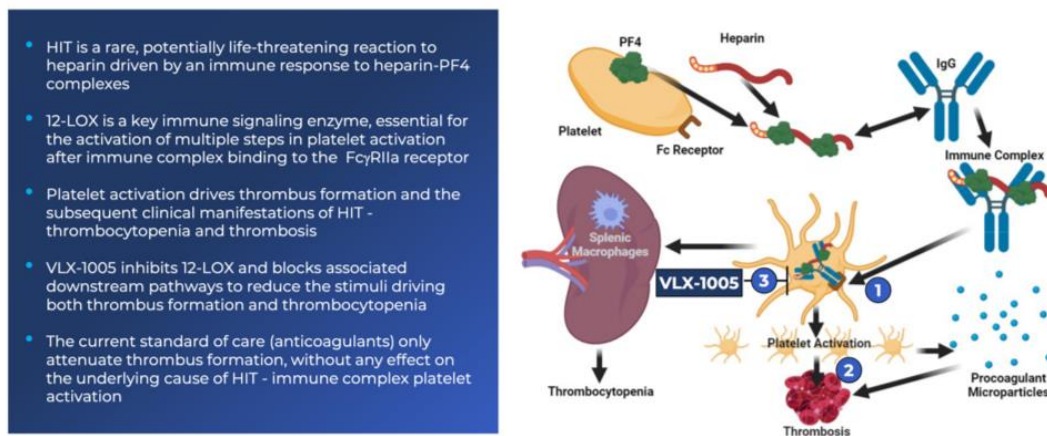 HIT is a rare, potentially life-threatening reaction to
heparin driven by an immune response to heparin-PF4
complexes
12-LOX is a key immune signaling enzyme, essential for
the activation of multiple steps in platelet activation
after immune complex binding to the FcγRIIa receptor
Platelet activation drives thrombus formation and the
subsequent clinical manifestations of HIT -
thrombocytopenia and thrombosis
VLX-1005 inhibits 12-LOX and blocks associated
downstream pathways to reduce the stimuli driving
both thrombus formation and thrombocytopenia
The current standard of care (anticoagulants) only
attenuate thrombus formation, without any effect on
the underlying cause of HIT - immune complex platelet
activation
PF4
Heparin
IgG
Platelet
Fc Receptor
Immune Complex
Splenic
Macrophages
VLX-1005
3
1
Platelet Activation
2
Thrombocytopenia
Procoagulant
Microparticles
Thrombosis